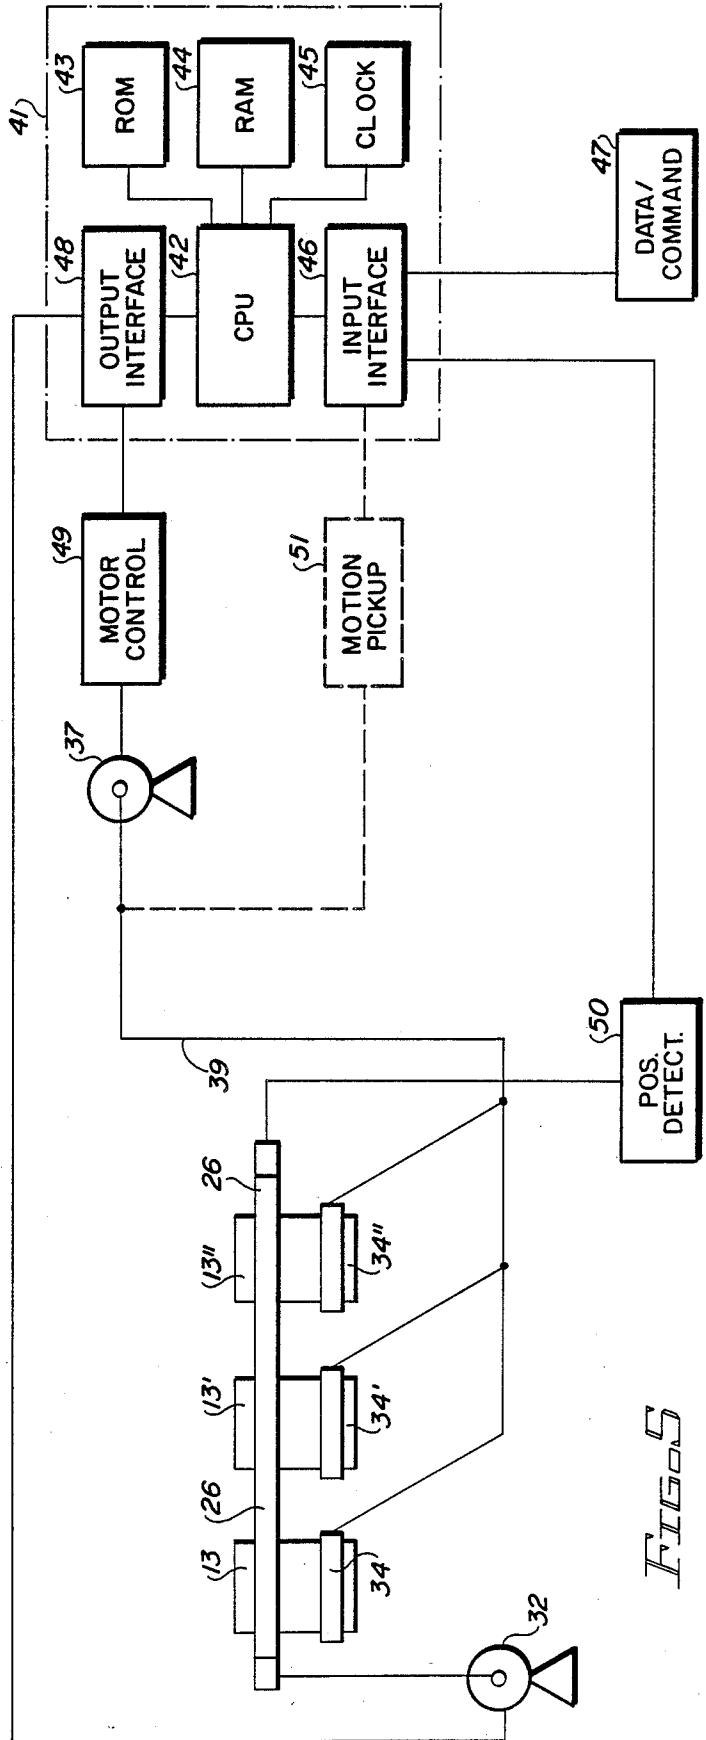 41
43
ROM
44
RAM
45
CLOCK
48
OUTPUT
INTERFACE
42
CPU
46
INPUT
INTERFACE
47
DATA/
COMMAND
49
MOTOR
CONTROL
51
MOTION
PICKUP
37
39
50
POS.
DETECT.
26
13"
34"
13'
34'
26
13
34
32
FIG.5